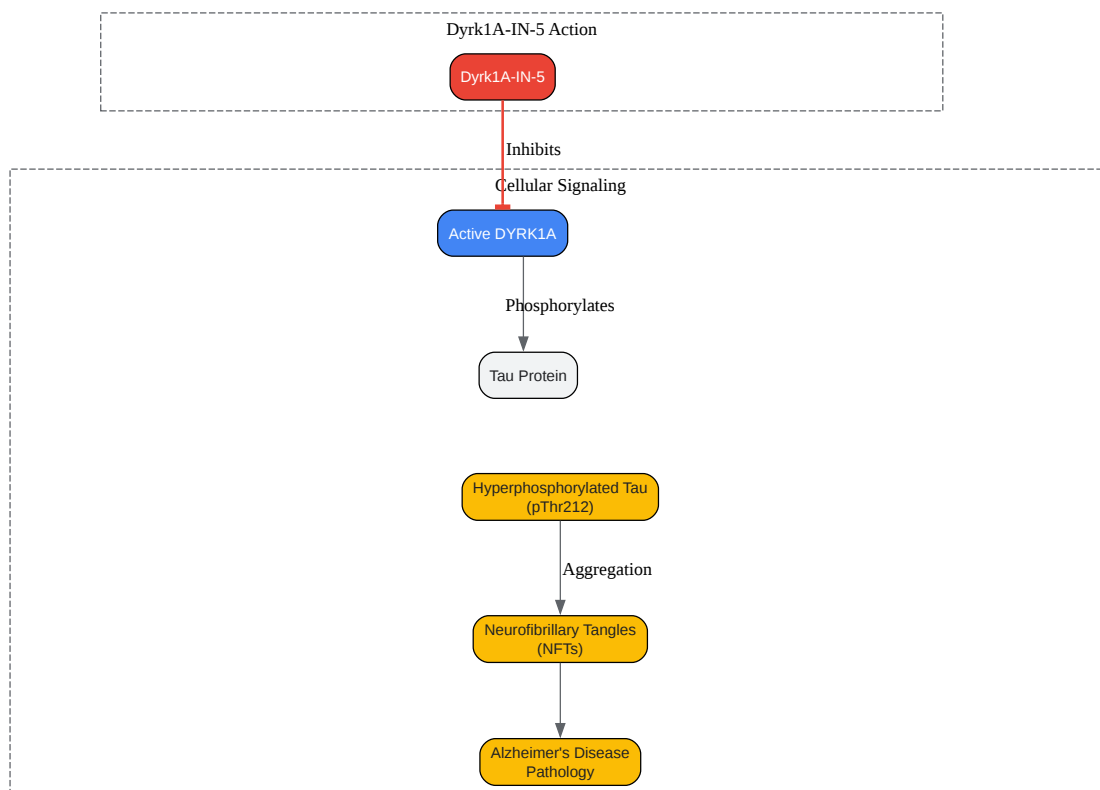 Dyrk1A-IN-5 Action
Dyrk1A-IN-5
Inhibits
Cellular Signaling
Active DYRK1A
Phosphorylates
Tau Protein
Hyperphosphorylated Tau
(pThr212)
Aggregation
Neurofibrillary Tangles
(NFTs)
Alzheimer's Disease
Pathology